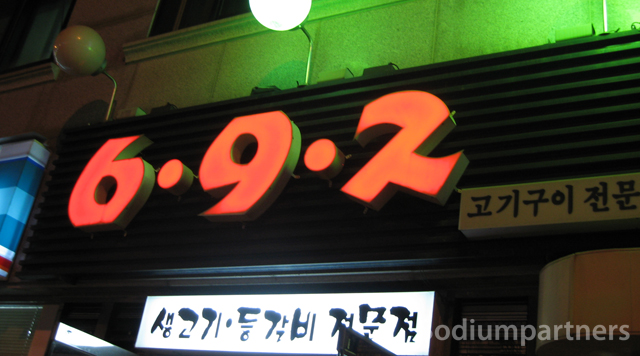 6·9·2
고기구이 전문
생고기·등갈비 전문점
odiumpartners